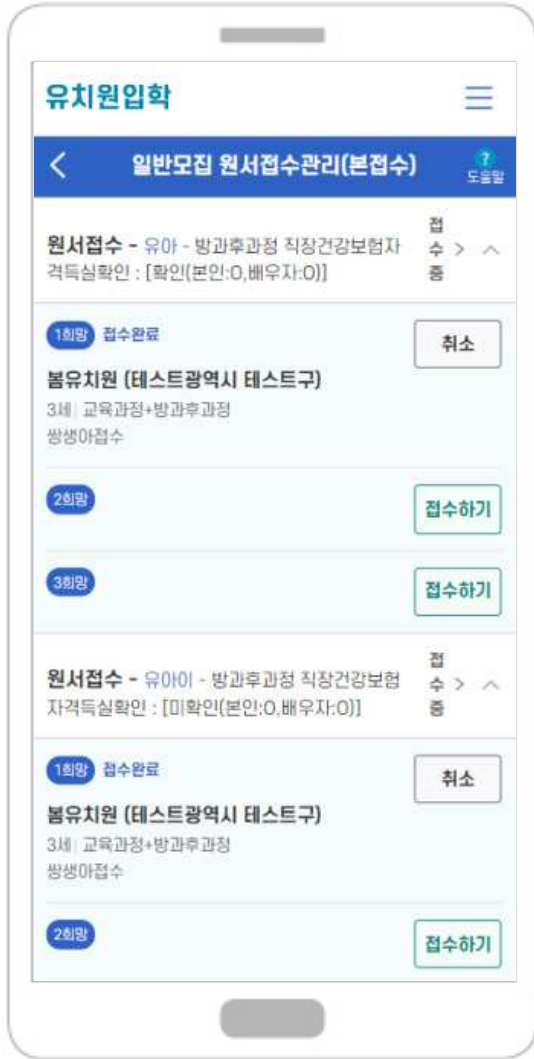 유치원입학
일반모집 원서접수관리(본접수)
?
도움말
원서접수 - 유아 - 방과후과정 직장건강보험자
격득실확인 : [확인(본인:O,배우자:O)]
접
수
중
1희망 접수완료
취소
봄유치원 (테스트광역시 테스트구)
3세| 교육과정+방과후과정
쌍생아접수
2희망
접수하기
3희망
접수하기
원서접수 - 유아이 - 방과후과정 직장건강보험
자격득실확인 : [미확인(본인:O,배우자:O)]
접
수
중
1희망 접수완료
취소
봄유치원 (테스트광역시 테스트구)
3세| 교육과정+방과후과정
쌍생아접수
2희망
접수하기